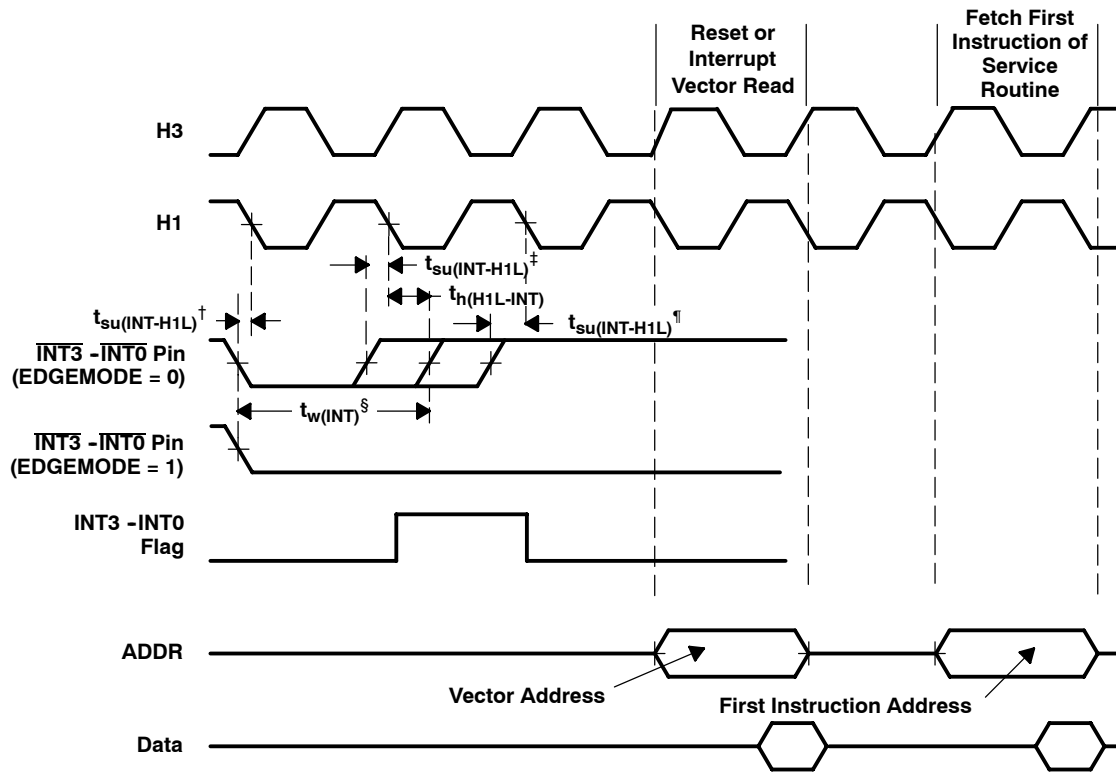 Reset or
Interrupt
Vector Read
Fetch First
Instruction of
Service
Routine
H3
H1
tsu(INT-H1L)‡
th(H1L-INT)
tsu(INT-H1L)†
tsu(INT-H1L)¶
INT3 -INT0 Pin
(EDGEMODE = 0)
tw(INT)§
INT3 -INT0 Pin
(EDGEMODE = 1)
INT3 -INT0
Flag
ADDR
Vector Address
First Instruction Address
Data